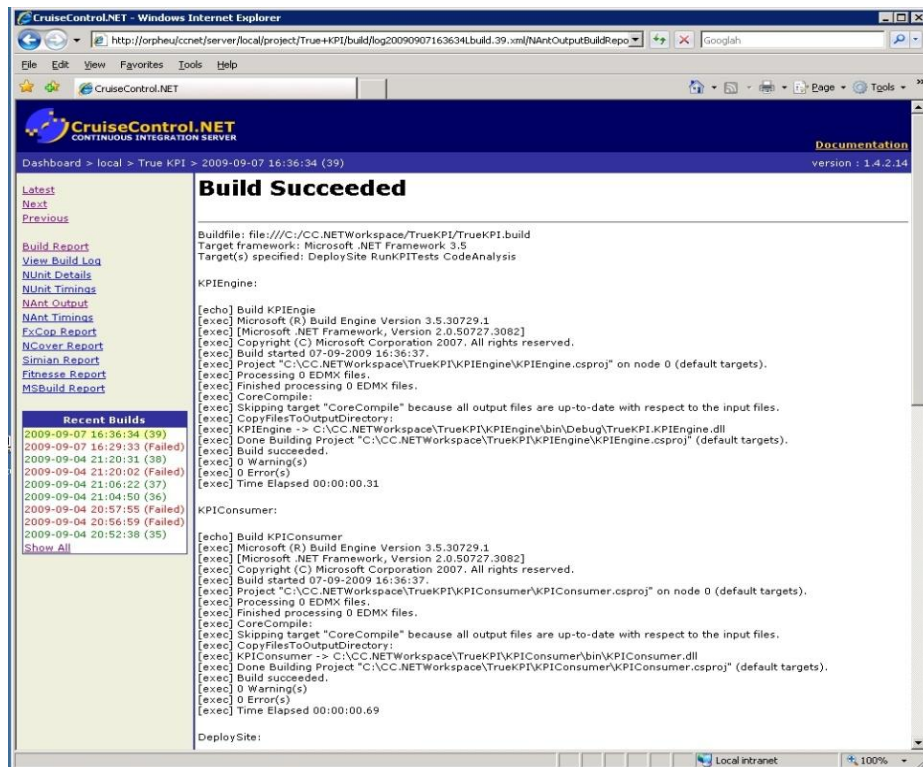 CruiseControl.NET - Windows Internet Explorer
http://orpheu/ccnet/server/local/project/True+KPI/build/log20090907163634Lbuild.39.xml/NAntOutputBuildRepo
Googlah
File Edit View Favorites Tools Help
CruiseControl.NET
Page Tools
CruiseControl.NET
CONTINUOUS INTEGRATION SERVER
Documentation
Dashboard > local > True KPI > 2009-09-07 16:36:34 (39)
version : 1.4.2.14
Latest
Next
Previous
Build Report
View Build Log
NUnit Details
NUnit Timings
NAnt Output
NAnt Timings
FxCop Report
NCover Report
Simian Report
Fitnesse Report
MSBuild Report
Recent Builds
2009-09-07 16:36:34 (39)
2009-09-07 16:29:33 (Failed)
2009-09-04 21:20:31 (38)
2009-09-04 21:20:02 (Failed)
2009-09-04 21:06:22 (37)
2009-09-04 21:04:50 (36)
2009-09-04 20:57:55 (Failed)
2009-09-04 20:56:59 (Failed)
2009-09-04 20:52:38 (35)
Show All
Build Succeeded
Buildfile: file:///C:/CC.NETWorkspace/TrueKPI/TrueKPI.build
Target framework: Microsoft .NET Framework 3.5
Target(s) specified: DeploySite RunKPITests CodeAnalysis
KPIEngine:
[echo] Build KPIEngie
[exec] Microsoft (R) Build Engine Version 3.5.30729.1
[exec] [Microsoft .NET Framework, Version 2.0.50727.3082]
[exec] Copyright (C) Microsoft Corporation 2007. All rights reserved.
[exec] Build started 07-09-2009 16:36:37.
[exec] Project "C:\CC.NETWorkspace\TrueKPI\KPIEngine\KPIEngine.csproj" on node 0 (default targets).
[exec] Processing 0 EDMX files.
[exec] Finished processing 0 EDMX files.
[exec] CoreCompile:
[exec] Skipping target "CoreCompile" because all output files are up-to-date with respect to the input files.
[exec] CopyFilesToOutputDirectory:
[exec] KPIEngine -> C:\CC.NETWorkspace\TrueKPI\KPIEngine\bin\Debug\TrueKPI.KPIEngine.dll
[exec] Done Building Project "C:\CC.NETWorkspace\TrueKPI\KPIEngine\KPIEngine.csproj" (default targets).
[exec] Build succeeded.
[exec] 0 Warning(s)
[exec] 0 Error(s)
[exec] Time Elapsed 00:00:00.31
KPIConsumer:
[echo] Build KPIConsumer
[exec] Microsoft (R) Build Engine Version 3.5.30729.1
[exec] [Microsoft .NET Framework, Version 2.0.50727.3082]
[exec] Copyright (C) Microsoft Corporation 2007. All rights reserved.
[exec] Build started 07-09-2009 16:36:37.
[exec] Project "C:\CC.NETWorkspace\TrueKPI\KPIConsumer\KPIConsumer.csproj" on node 0 (default targets).
[exec] Processing 0 EDMX files.
[exec] Finished processing 0 EDMX files.
[exec] CoreCompile:
[exec] Skipping target "CoreCompile" because all output files are up-to-date with respect to the input files.
[exec] CopyFilesToOutputDirectory:
[exec] KPIConsumer -> C:\CC.NETWorkspace\TrueKPI\KPIConsumer\bin\KPIConsumer.dll
[exec] Done Building Project "C:\CC.NETWorkspace\TrueKPI\KPIConsumer\KPIConsumer.csproj" (default targets).
[exec] Build succeeded.
[exec] 0 Warning(s)
[exec] 0 Error(s)
[exec] Time Elapsed 00:00:00.69
DeploySite:
Local intranet
100%